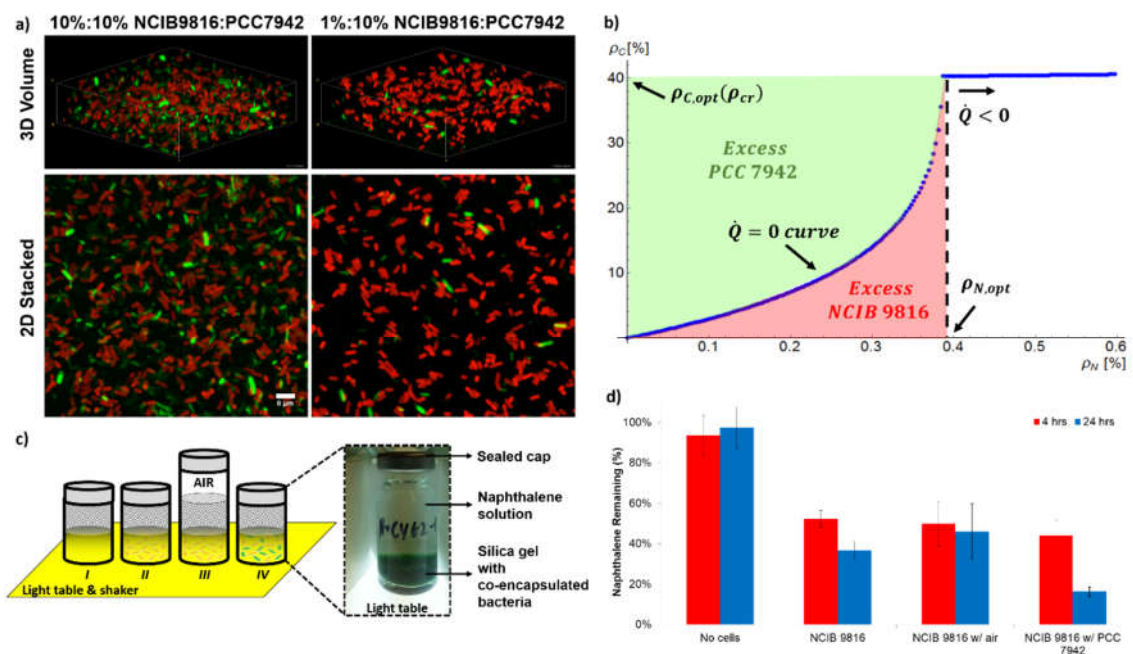 a) 10%:10% NCIB9816:PCC7942 1%:10% NCIB9816:PCC7942
3D Volume
2D Stacked
b)
ρC[%]
40
30
20
10
ρC,opt(ρcr)
Q̇ < 0
Excess
PCC 7942
Q̇ = 0 curve
Excess
NCIB 9816
ρN,opt
0.1 0.2 0.3 0.4 0.5 0.6
ρN [%]
c)
AIR
I II III IV
Light table & shaker
Sealed cap
Naphthalene
solution
Silica gel
with
co-encapsulated
bacteria
Light table
d)
4 hrs 24 hrs
Naphthalene Remaining (%)
100%
80%
60%
40%
20%
0%
No cells NCIB 9816 NCIB 9816 w/ air NCIB 9816 w/ PCC
7942